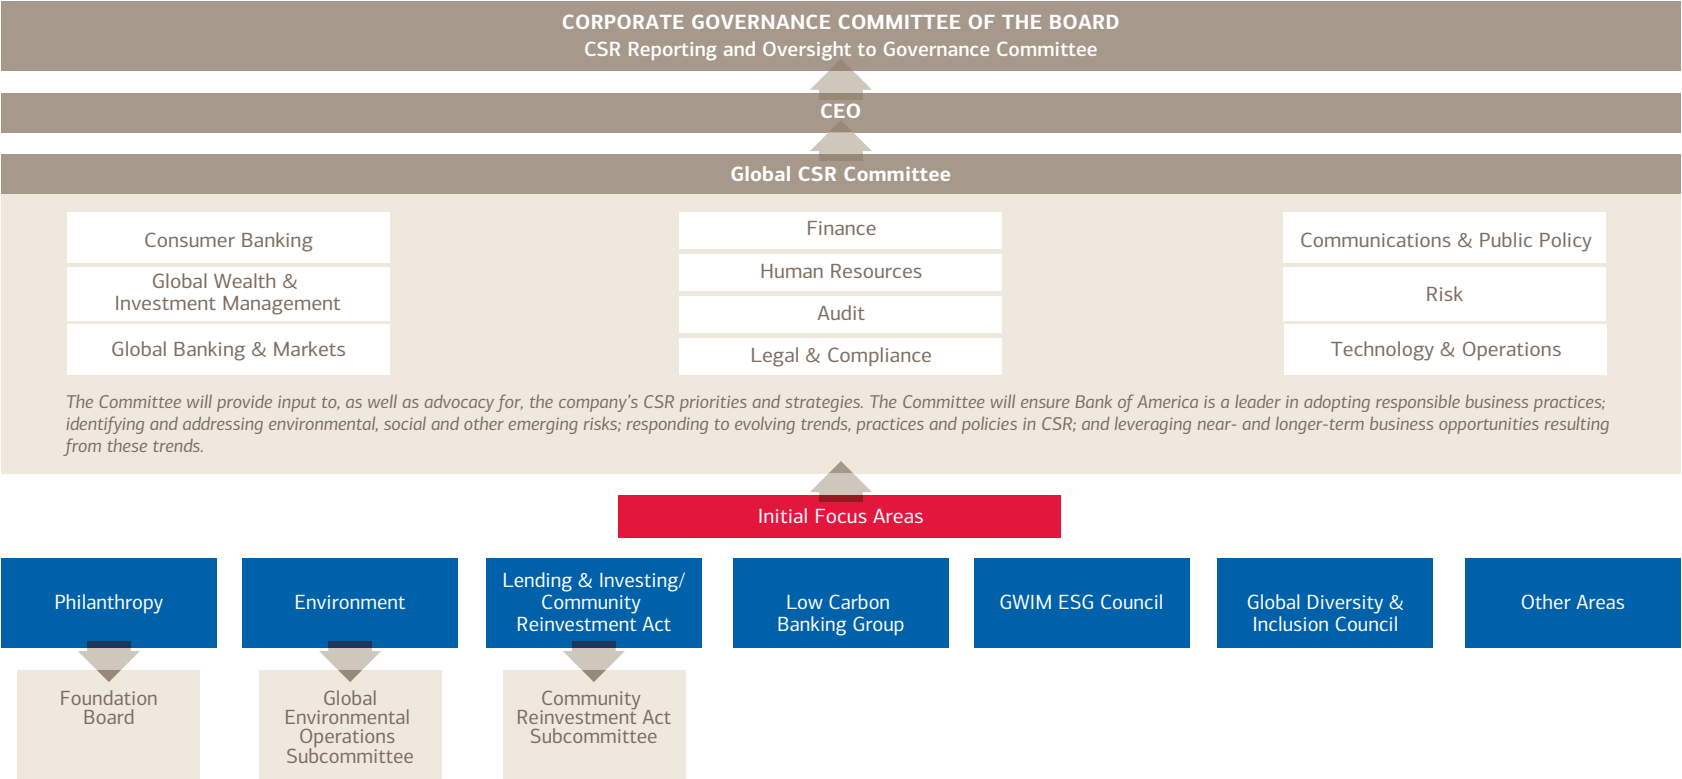 CORPORATE GOVERNANCE COMMITTEE OF THE BOARD
CSR Reporting and Oversight to Governance Committee
CEO
Global CSR Committee
Consumer Banking
Global Wealth &
Investment Management
Global Banking & Markets
Finance
Human Resources
Audit
Legal & Compliance
Communications & Public Policy
Risk
Technology & Operations
The Committee will provide input to, as well as advocacy for, the company’s CSR priorities and strategies. The Committee will ensure Bank of America is a leader in adopting responsible business practices;
identifying and addressing environmental, social and other emerging risks; responding to evolving trends, practices and policies in CSR; and leveraging near- and longer-term business opportunities resulting
from these trends.
Initial Focus Areas
Philanthropy
Environment
Lending & Investing/
Community
Reinvestment Act
Low Carbon
Banking Group
GWIM ESG Council
Global Diversity &
Inclusion Council
Other Areas
Foundation
Board
Global
Environmental
Operations
Subcommittee
Community
Reinvestment Act
Subcommittee